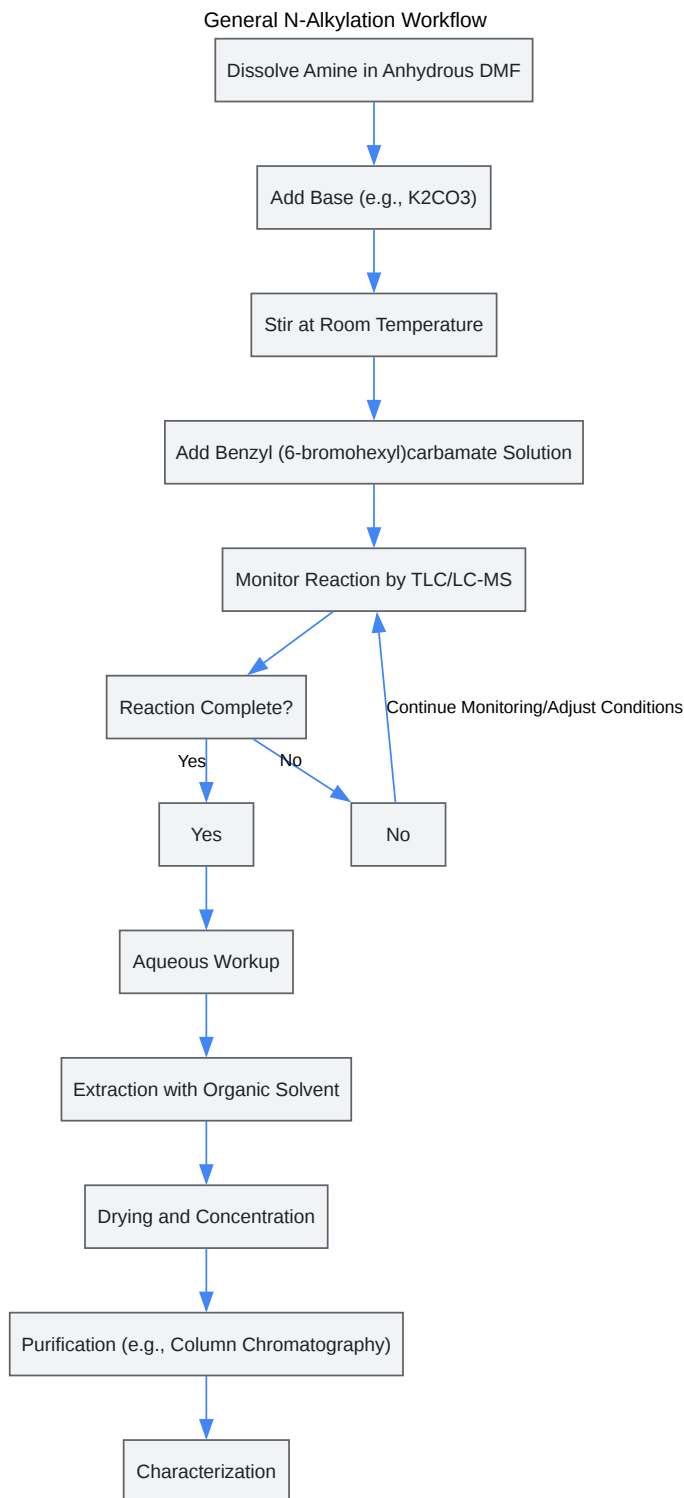 General N-Alkylation Workflow
Dissolve Amine in Anhydrous DMF
Add Base (e.g., K2CO3)
Stir at Room Temperature
Add Benzyl (6-bromohexyl)carbamate Solution
Monitor Reaction by TLC/LC-MS
Reaction Complete?
Continue Monitoring/Adjust Conditions
Yes
No
Yes
No
Aqueous Workup
Extraction with Organic Solvent
Drying and Concentration
Purification (e.g., Column Chromatography)
Characterization